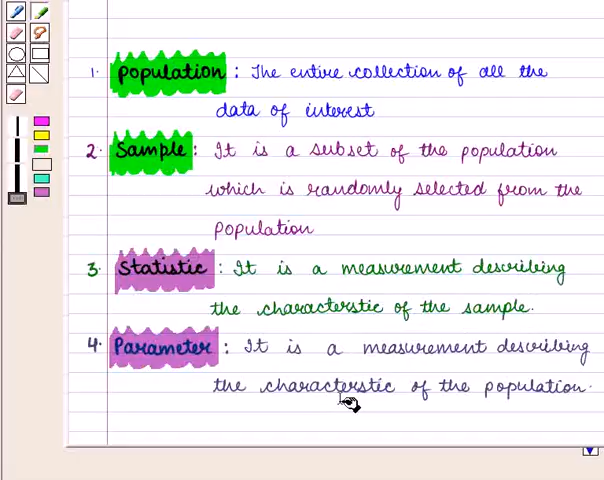 1. Population : The entire collection of all the
data of interest
2. Sample : It is a subset of the population
which is randomly selected from the
population
3. Statistic : It is a measurement describing
the characterstic of the sample.
4. Parameter : It is a measurement describing
the characterstic of the population.